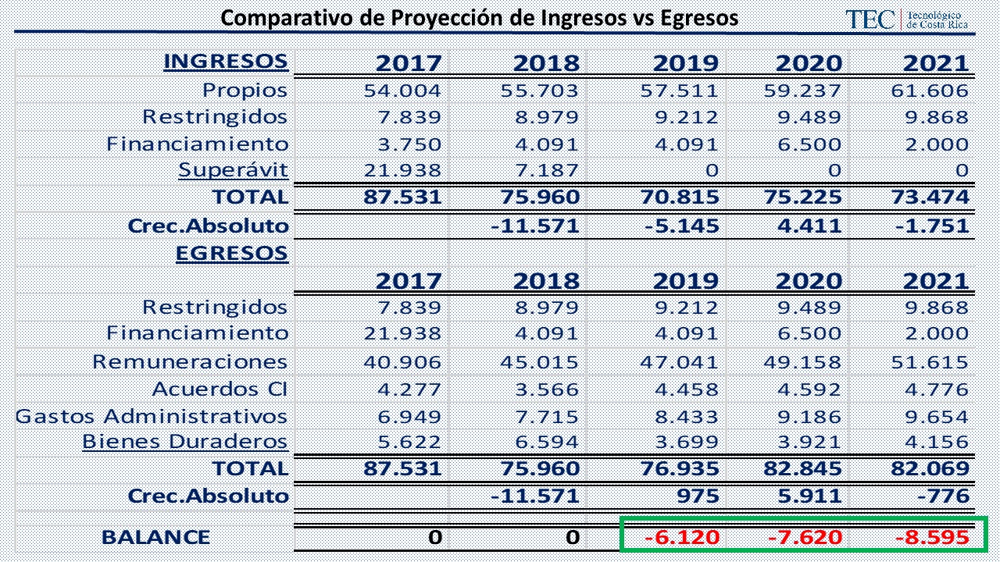 Comparativo de Proyección de Ingresos vs Egresos
TEC | Tecnológico
de Costa Rica
INGRESOS 2017 2018 2019 2020 2021
Propios 54.004 55.703 57.511 59.237 61.606
Restringidos 7.839 8.979 9.212 9.489 9.868
Financiamiento 3.750 4.091 4.091 6.500 2.000
Superávit 21.938 7.187 0 0 0
TOTAL 87.531 75.960 70.815 75.225 73.474
Crec.Absoluto -11.571 -5.145 4.411 -1.751
EGRESOS
2017 2018 2019 2020 2021
Restringidos 7.839 8.979 9.212 9.489 9.868
Financiamiento 21.938 4.091 4.091 6.500 2.000
Remuneraciones 40.906 45.015 47.041 49.158 51.615
Acuerdos CI 4.277 3.566 4.458 4.592 4.776
Gastos Administrativos 6.949 7.715 8.433 9.186 9.654
Bienes Duraderos 5.622 6.594 3.699 3.921 4.156
TOTAL 87.531 75.960 76.935 82.845 82.069
Crec.Absoluto -11.571 975 5.911 -776
BALANCE 0 0 -6.120 -7.620 -8.595